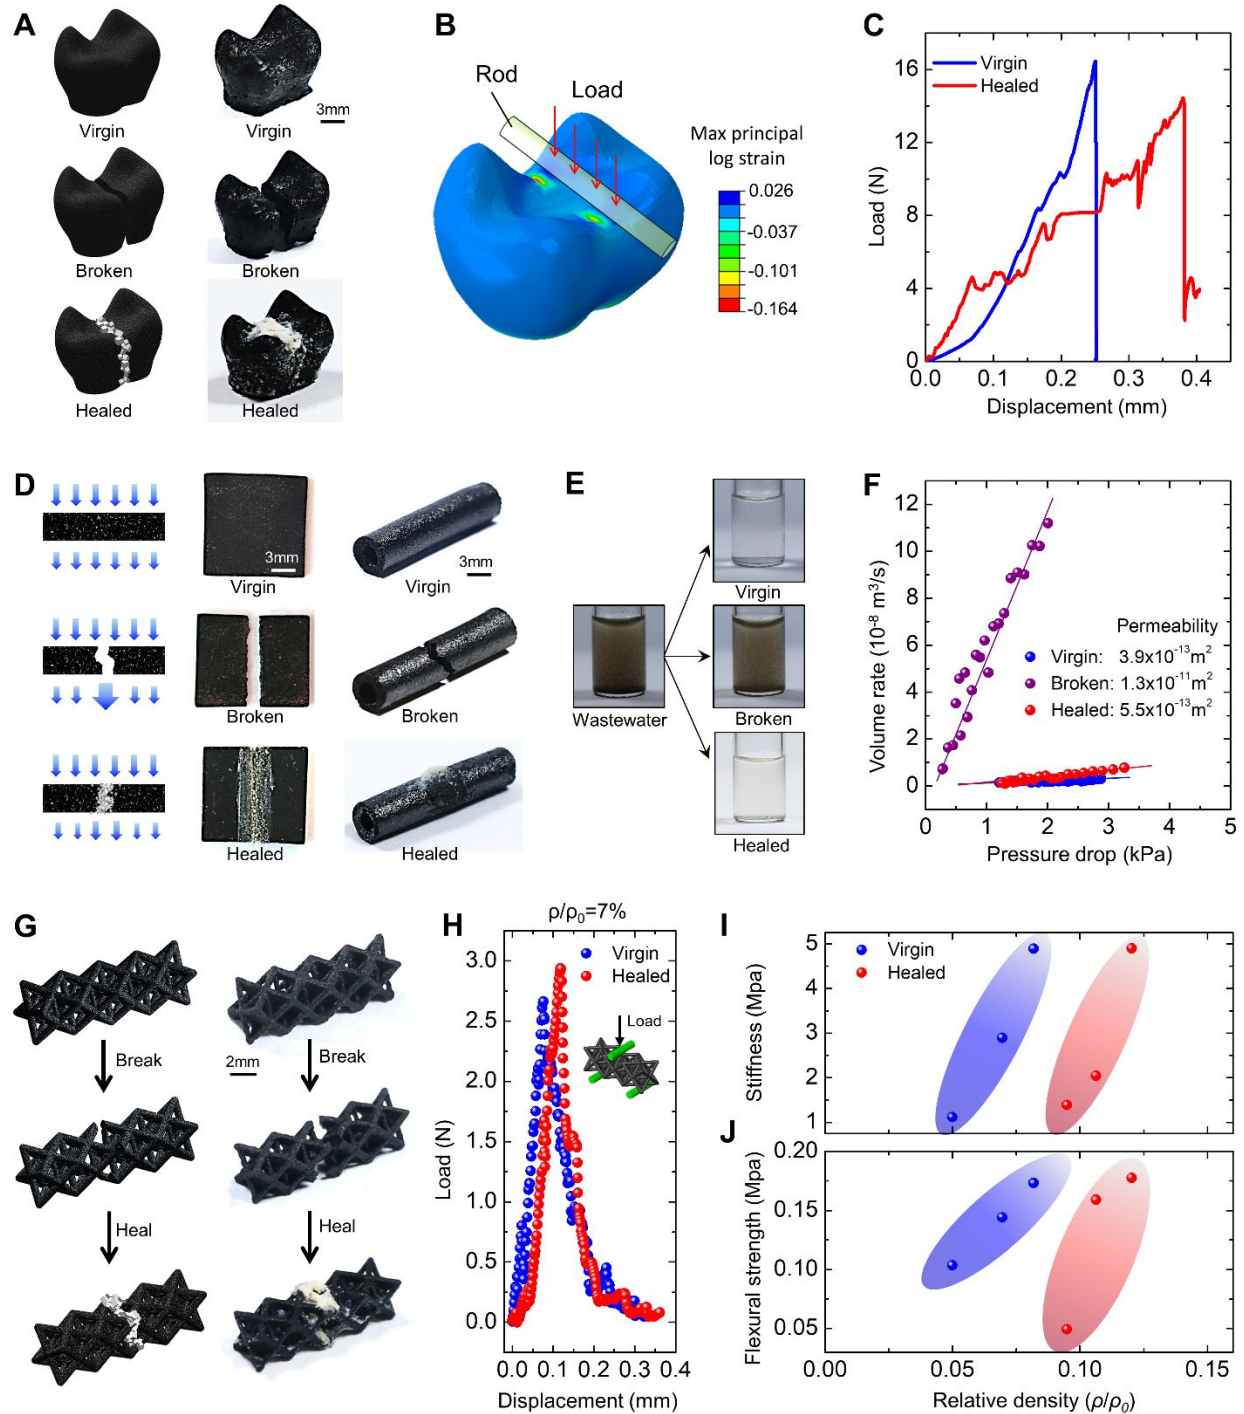 A
Virgin
Virgin
3mm
Broken
Broken
Healed
Healed
B
Rod
Load
Max principal
log strain
0.026
-0.037
-0.101
-0.164
C
Virgin
Healed
Load (N)
16
12
8
4
0
0.0
0.1
0.2
0.3
0.4
Displacement (mm)
D
3mm
Virgin
Virgin
3mm
Broken
Broken
Healed
Healed
E
Wastewater
Virgin
Broken
Healed
F
Volume rate (10⁻⁸ m³/s)
12
10
8
6
4
2
0
Permeability
Virgin: 3.9x10⁻¹³m²
Broken: 1.3x10⁻¹¹m²
Healed: 5.5x10⁻¹³m²
0
1
2
3
4
5
Pressure drop (kPa)
G
Break
2mm
Break
Heal
Heal
H
ρ/ρ₀=7%
Virgin
Healed
Load
Load (N)
3.0
2.5
2.0
1.5
1.0
0.5
0.0
0.0
0.1
0.2
0.3
0.4
Displacement (mm)
I
Virgin
Healed
Stiffness (Mpa)
5
4
3
2
1
J
Flexural strength (Mpa)
0.20
0.15
0.10
0.05
0.00
0.05
0.10
0.15
Relative density (ρ/ρ₀)